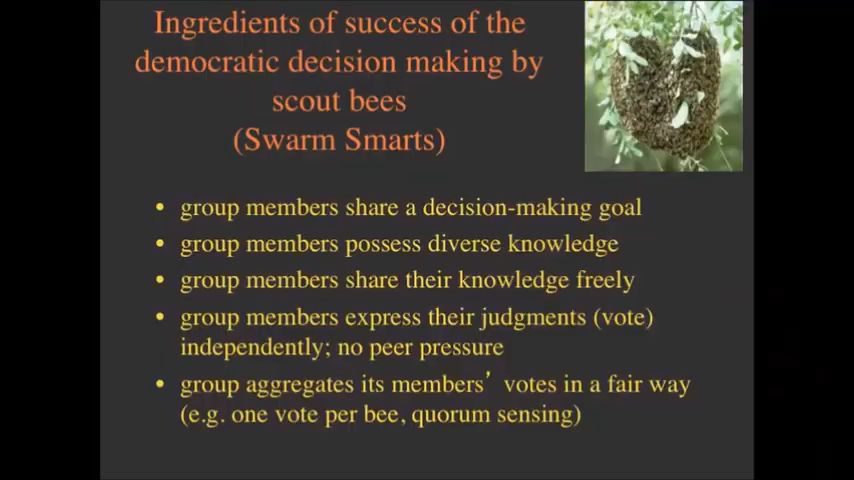 Ingredients of success of the
democratic decision making by
scout bees
(Swarm Smarts)
• group members share a decision-making goal
• group members possess diverse knowledge
• group members share their knowledge freely
• group members express their judgments (vote)
independently; no peer pressure
• group aggregates its members’ votes in a fair way
(e.g. one vote per bee, quorum sensing)